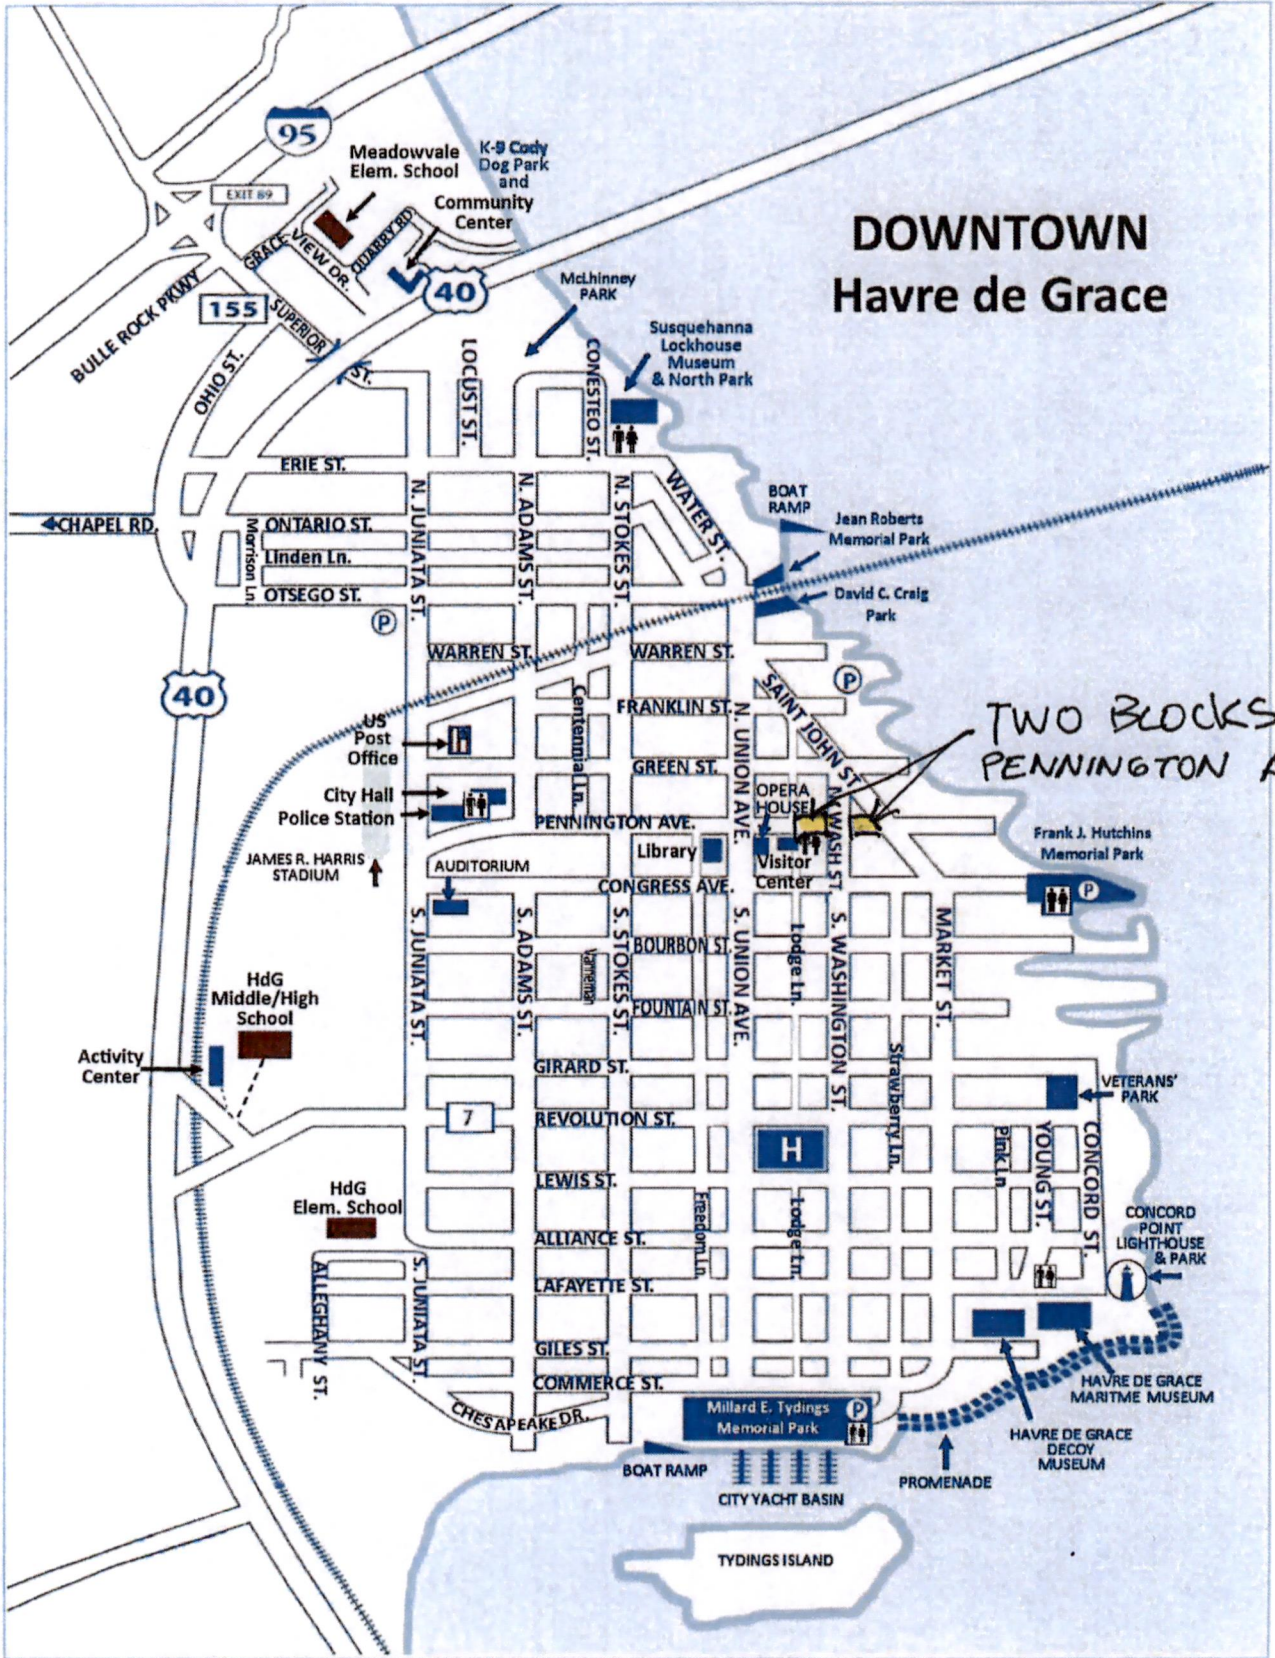 DOWNTOWN
Havre de Grace
95
EXIT 89
Meadowvale
Elem. School
K-9 Cody
Dog Park
and
Community
Center
GRACE
VIEW DR.
QUARRY RD.
40
155
BULLE ROCK PKWY
SUPERIOR
ST.
OHIO ST.
McLhinney
PARK
Susquehanna
Lockhouse
Museum
& North Park
LOCUST ST.
CONESTEO ST.
ERIE ST.
CHAPEL RD.
ONTARIO ST.
Morrison Ln.
Linden Ln.
OTSEGO ST.
N. JUNIATA ST.
N. ADAMS ST.
N. STOKES ST.
WATER ST.
BOAT
RAMP
Jean Roberts
Memorial Park
David C. Craig
Park
P
WARREN ST.
WARREN ST.
40
P
SAINT JOHN ST.
Centennial Ln.
FRANKLIN ST.
N. UNION AVE.
TWO BLOCKS
PENNINGTON A
US
Post
Office
GREEN ST.
City Hall
Police Station
OPERA
HOUSE
N. WASH ST.
PENNINGTON AVE.
Library
Visitor
Center
Frank J. Hutchins
Memorial Park
P
JAMES R. HARRIS
STADIUM
AUDITORIUM
CONGRESS AVE.
S. JUNIATA ST.
S. ADAMS ST.
S. STOKES ST.
S. UNION AVE.
Lodge Ln.
S. WASHINGTON ST.
MARKET ST.
BOURBON ST.
FOUNTAIN ST.
HdG
Middle/High
School
Activity
Center
GIRARD ST.
Strawberry Ln.
VETERANS'
PARK
7
REVOLUTION ST.
H
Pink Ln
YOUNG ST.
CONCORD ST.
LEWIS ST.
HdG
Elem. School
Freedom Ln.
Lodge Ln.
ALLIANCE ST.
CONCORD
POINT
LIGHTHOUSE
& PARK
ALLEGHANY ST.
S. JUNIATA ST.
LAFAYETTE ST.
GILES ST.
COMMERCE ST.
CHESAPEAKE DR.
Millard E. Tydings
Memorial Park
P
HAVRE DE GRACE
MARITME MUSEUM
HAVRE DE GRACE
DECOY
MUSEUM
PROMENADE
BOAT RAMP
CITY YACHT BASIN
TYDINGS ISLAND